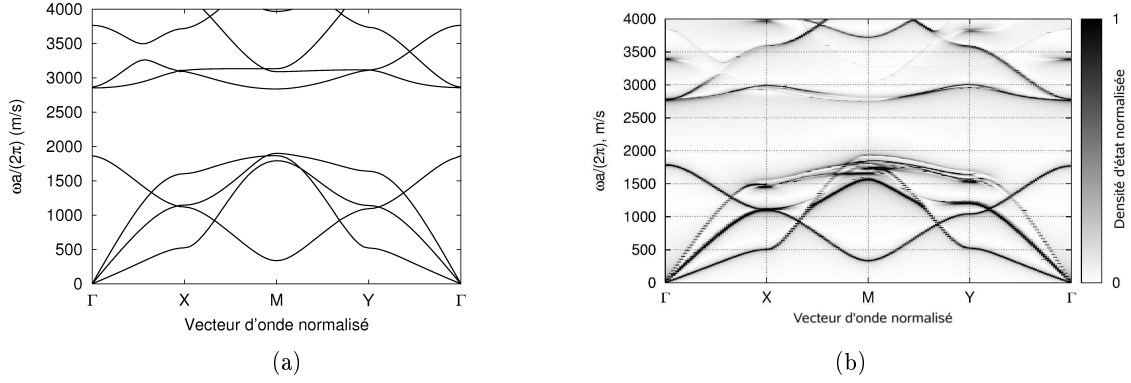 4000
3500
3000
2500
2000
1500
1000
500
0
ωa/(2π) (m/s)
Γ X M Y Γ
Vecteur d'onde normalisé
(a)
4000
3500
3000
2500
2000
1500
1000
500
0
ωa/(2π), m/s
Γ X M Y Γ
Vecteur d'onde normalisé
1
0
Densité d'état normalisée
(b)